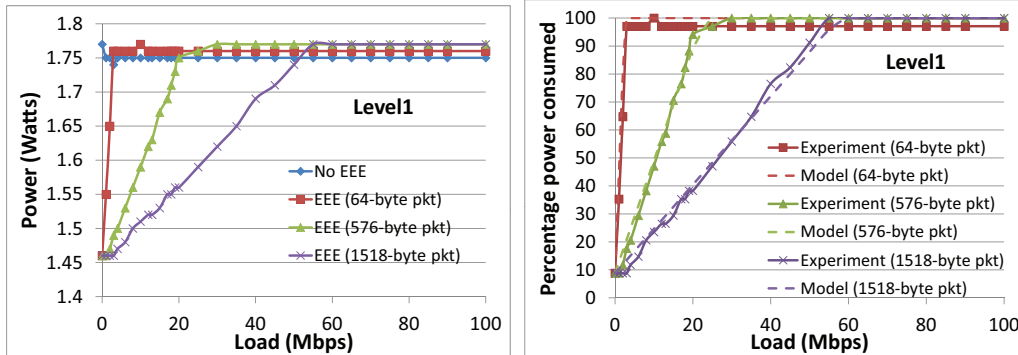 Power (Watts)
1.8
1.75
1.7
1.65
1.6
1.55
1.5
1.45
1.4
Level1
No EEE
EEE (64-byte pkt)
EEE (576-byte pkt)
EEE (1518-byte pkt)
0 20 40 60 80 100
Load (Mbps)
Percentage power consumed
100
90
80
70
60
50
40
30
20
10
0
Level1
Experiment (64-byte pkt)
Model (64-byte pkt)
Experiment (576-byte pkt)
Model (576-byte pkt)
Experiment (1518-byte pkt)
Model (1518-byte pkt)
0 20 40 60 80 100
Load (Mbps)